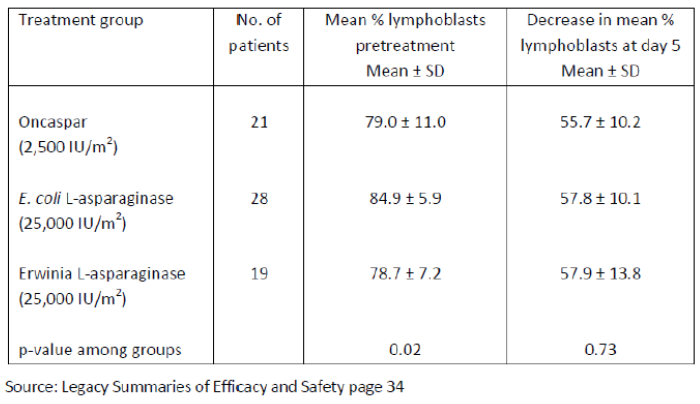 Treatment group No. of Mean % lymphoblasts Decrease in mean %
patients pretreatment lymphoblasts at day 5
Mean ± SD Mean ± SD
Oncaspar 21 79.0 ± 11.0 55.7 ± 10.2
(2,500 IU/m²)
E. coli L-asparaginase 28 84.9 ± 5.9 57.8 ± 10.1
(25,000 IU/m²)
Erwinia L-asparaginase 19 78.7 ± 7.2 57.9 ± 13.8
(25,000 IU/m²)
p-value among groups 0.02 0.73
Source: Legacy Summaries of Efficacy and Safety page 34